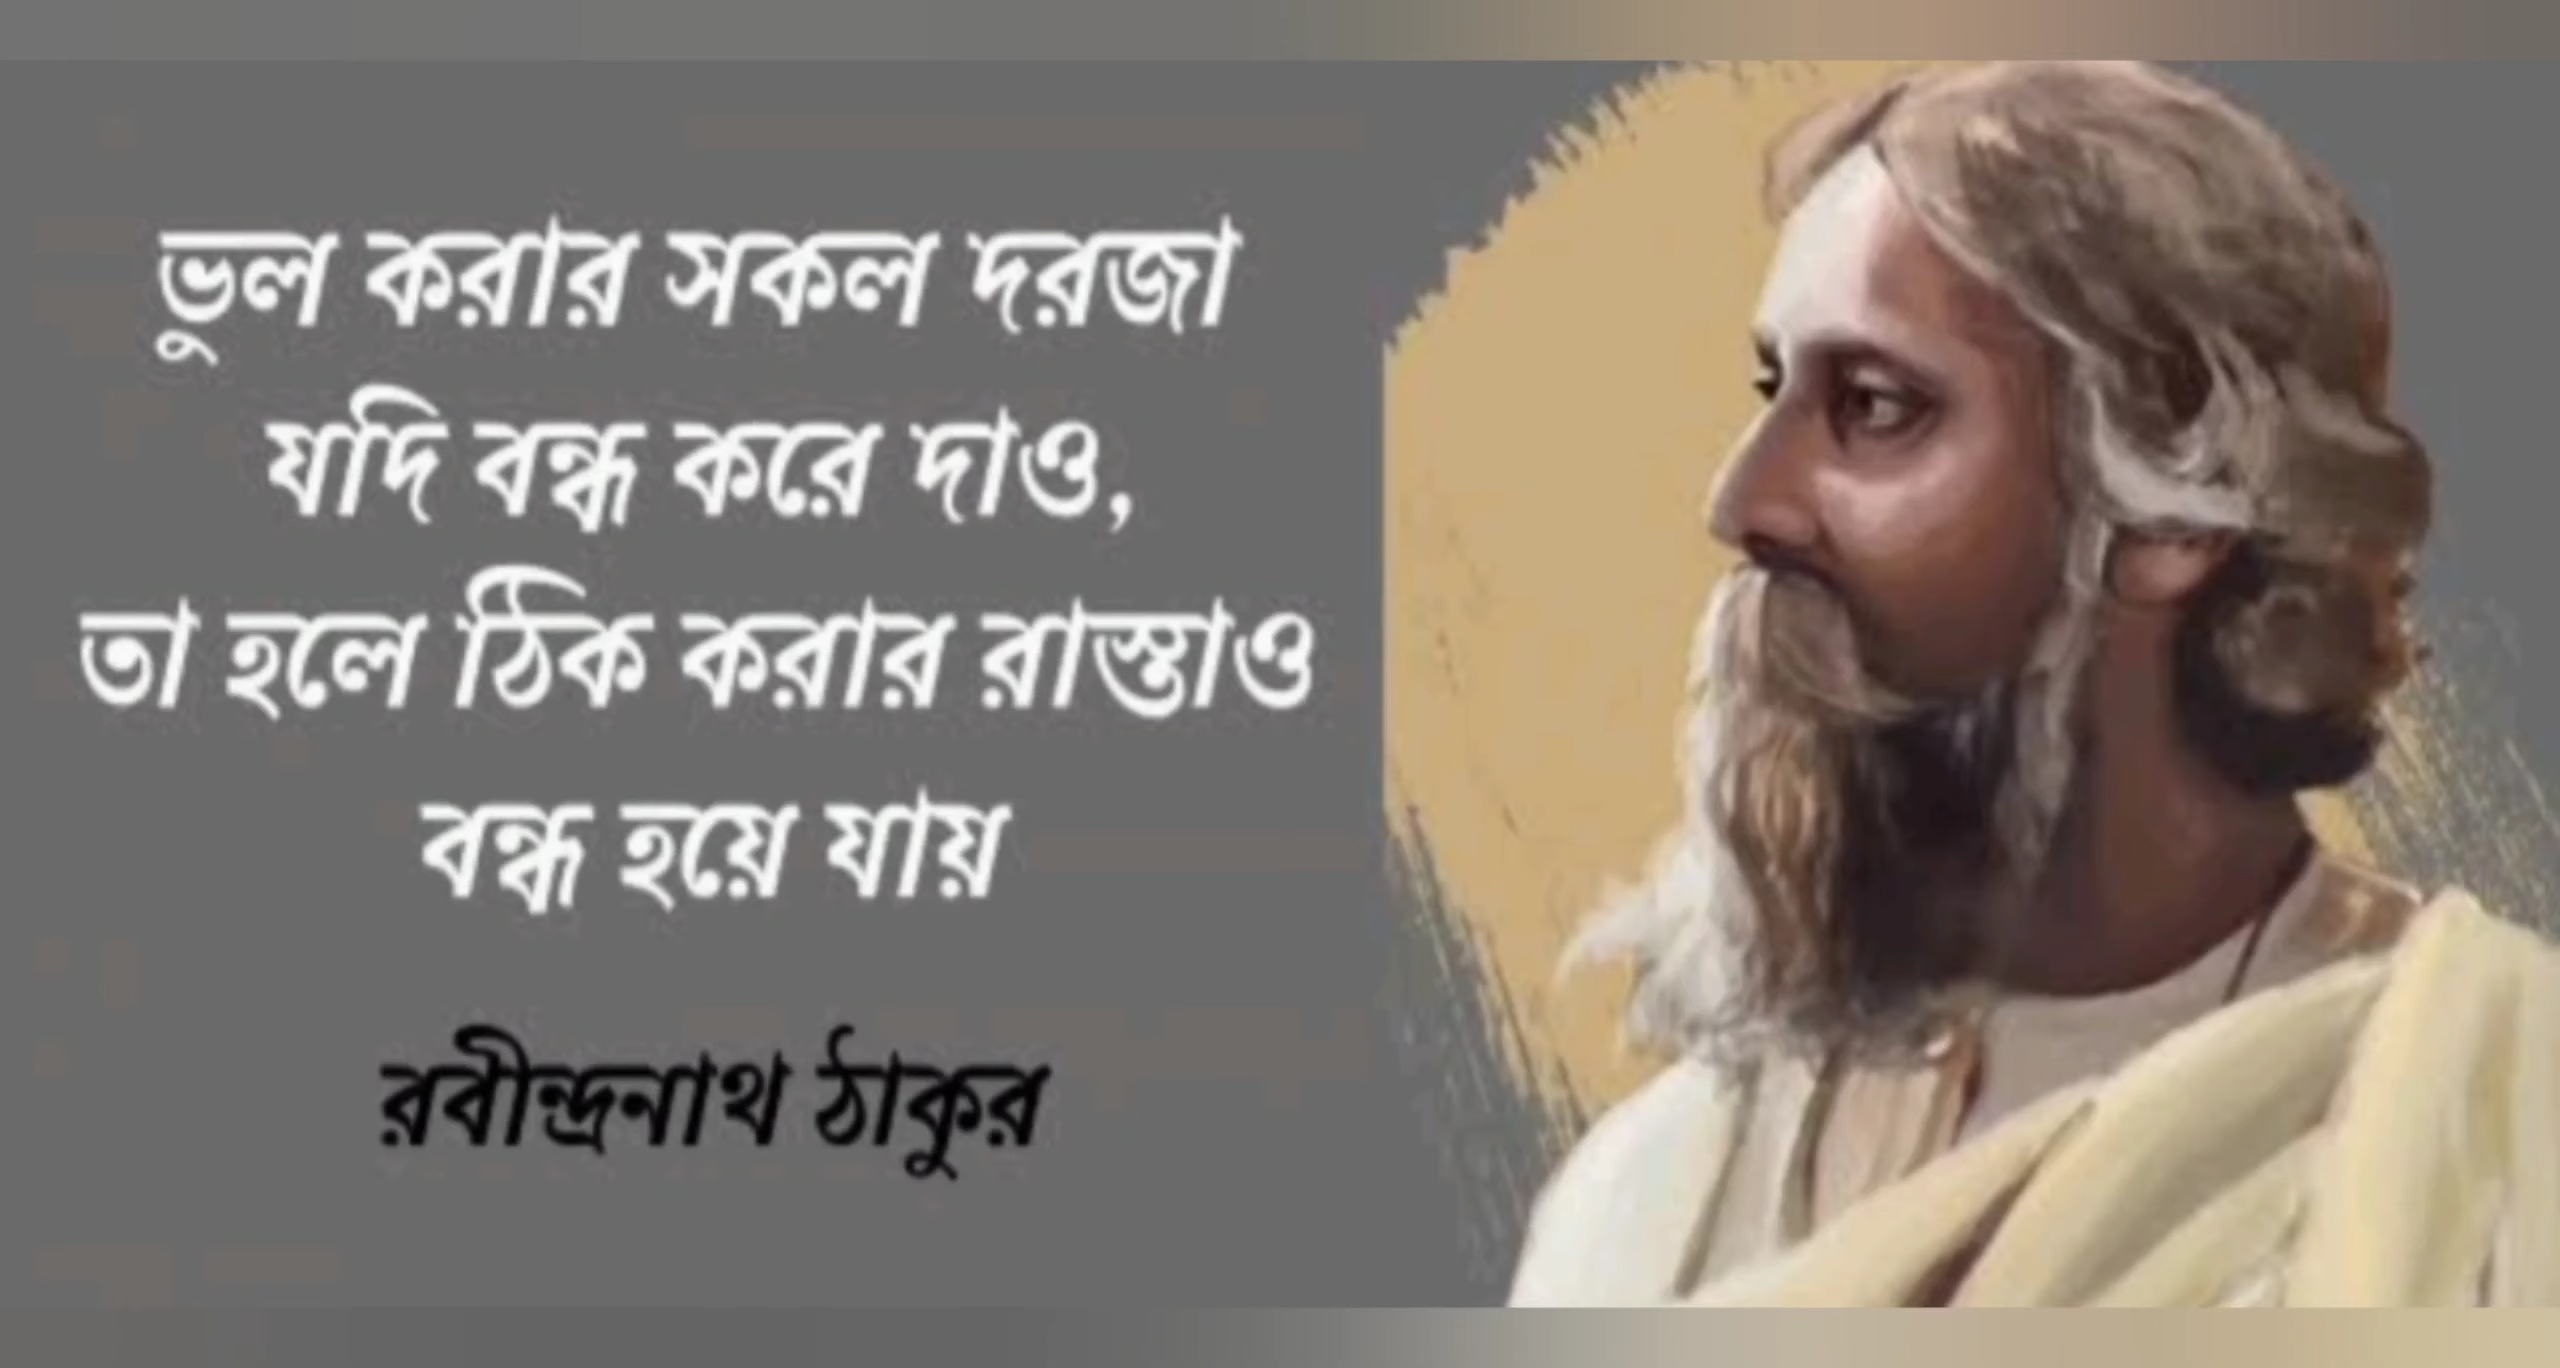 ভুল করার সকল দরজা
যদি বন্ধ করে দাও,
তা হলে ঠিক করার রাস্তাও
বন্ধ হয়ে যায়
রবীন্দ্রনাথ ঠাকুর